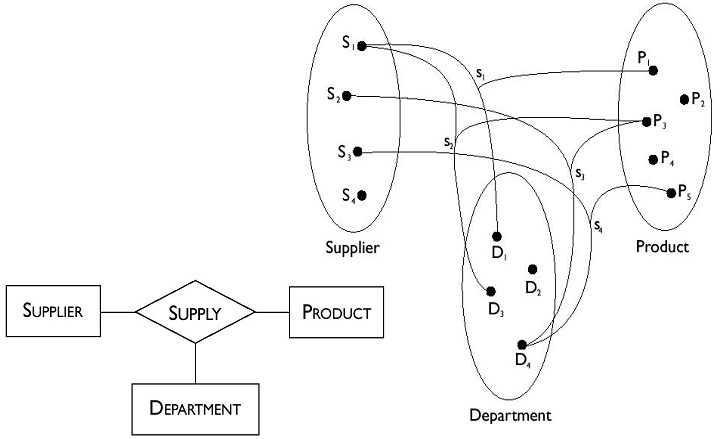 S1
S2
S3
S4
Supplier
P1
P2
P3
P4
P5
Product
s1
s2
s3
s4
D1
D2
D3
D4
Department
SUPPLIER
SUPPLY
PRODUCT
DEPARTMENT